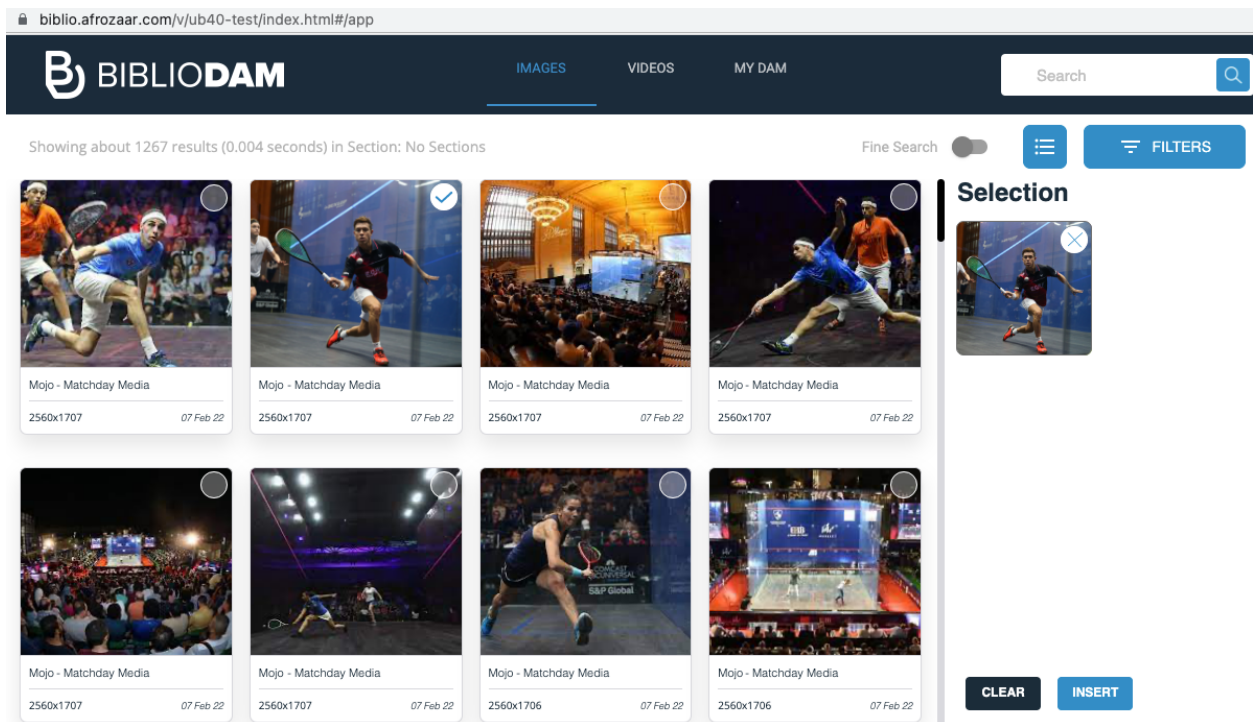 biblio.afrozaar.com/v/ub40-test/index.html#/app
BIBLIODAM
IMAGES VIDEOS MY DAM
Search
Showing about 1267 results (0.004 seconds) in Section: No Sections
Fine Search
FILTERS
Selection
Mojo - Matchday Media Mojo - Matchday Media Mojo - Matchday Media Mojo - Matchday Media
2560x1707 07 Feb 22 2560x1707 07 Feb 22 2560x1707 07 Feb 22 2560x1707 07 Feb 22
COMCAST
S&P Global
Mojo - Matchday Media Mojo - Matchday Media Mojo - Matchday Media Mojo - Matchday Media
2560x1707 07 Feb 22 2560x1707 07 Feb 22 2560x1706 07 Feb 22 2560x1706 07 Feb 22
CLEAR INSERT